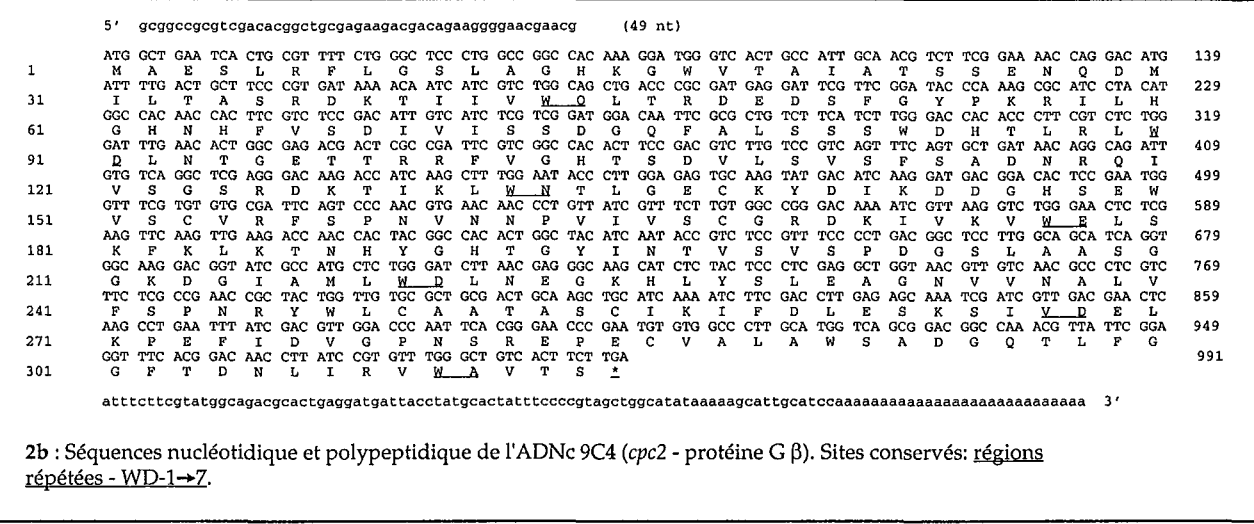 5' gcggccgcgtcgacacggctgcgagaagacgacagaaggggaacgaacg (49 nt)
ATG GCT GAA TCA CTG CGT TTT CTG GGC TCC CTG GCC GGC CAC AAA GGA TGG GTC ACT GCC ATT GCA ACG TCT TCG GAA AAC CAG GAC ATG 139
1 M A E S L R F L G S L A G H K G W V T A I A T S S E N Q D M
ATT TTG ACT GCT TCC CGT GAT AAA ACA ATC ATC GTC TGG CAG CTG ACC CGC GAT GAG GAT TCG TTC GGA TAC CCA AAG CGC ATC CTA CAT 229
31 I L T A S R D K T I I V W Q L T R D E D S F G Y P K R I L H
GGC CAC AAC CAC TTC GTC TCC GAC ATT GTC ATC TCG TCG GAT GGA CAA TTC GCG CTG TCT TCA TCT TGG GAC CAC ACC CTT CGT CTC TGG 319
61 G H N H F V S D I V I S S D G Q F A L S S S W D H T L R L W
GAT TTG AAC ACT GGC GAG ACG ACT CGC CGA TTC GTC GGC CAC ACT TCC GAC GTC TTG TCC GTC AGT TTC AGT GCT GAT AAC AGG CAG ATT 409
91 D L N T G E T T R R F V G H T S D V L S V S F S A D N R Q I
GTG TCA GGC TCG AGG GAC AAG ACC ATC AAG CTT TGG AAT ACC CTT GGA GAG TGC AAG TAT GAC ATC AAG GAT GAC GGA CAC TCC GAA TGG 499
121 V S G S R D K T I K L W N T L G E C K Y D I K D D G H S E W
GTT TCG TGT GTG CGA TTC AGT CCC AAC GTG AAC AAC CCT GTT ATC GTT TCT TGT GGC CGG GAC AAA ATC GTT AAG GTC TGG GAA CTC TCG 589
151 V S C V R F S P N V N N P V I V S C G R D K I V K V W E L S
AAG TTC AAG TTG AAG ACC AAC CAC TAC GGC CAC ACT GGC TAC ATC AAT ACC GTC TCC GTT TCC CCT GAC GGC TCC TTG GCA GCA TCA GGT 679
181 K F K L K T N H Y G H T G Y I N T V S V S P D G S L A A S G
GGC AAG GAC GGT ATC GCC ATG CTC TGG GAT CTT AAC GAG GGC AAG CAT CTC TAC TCC CTC GAG GCT GGT AAC GTT GTC AAC GCC CTC GTC 769
211 G K D G I A M L W D L N E G K H L Y S L E A G N V V N A L V
TTC TCG CCG AAC CGC TAC TGG TTG TGC GCT GCG ACT GCA AGC TGC ATC AAA ATC TTC GAC CTT GAG AGC AAA TCG ATC GTT GAC GAA CTC 859
241 F S P N R Y W L C A A T A S C I K I F D L E S K S I V D E L
AAG CCT GAA TTT ATC GAC GTT GGA CCC AAT TCA CGG GAA CCC GAA TGT GTG GCC CTT GCA TGG TCA GCG GAC GGC CAA ACG TTA TTC GGA 949
271 K P E F I D V G P N S R E P E C V A L A W S A D G Q T L F G
GGT TTC ACG GAC AAC CTT ATC CGT GTT TGG GCT GTC ACT TCT TGA 991
301 G F T D N L I R V W A V T S *
atttcttcgtatggcagacgcactgaggatgattacctatgcactatttccccgtagctggcatataaaaagcattgcatccaaaaaaaaaaaaaaaaaaaaaaaaaa 3'
2b : Séquences nucléotidique et polypeptidique de l'ADNc 9C4 (cpc2 - protéine G β). Sites conservés: régions
répétées - WD-1→7.